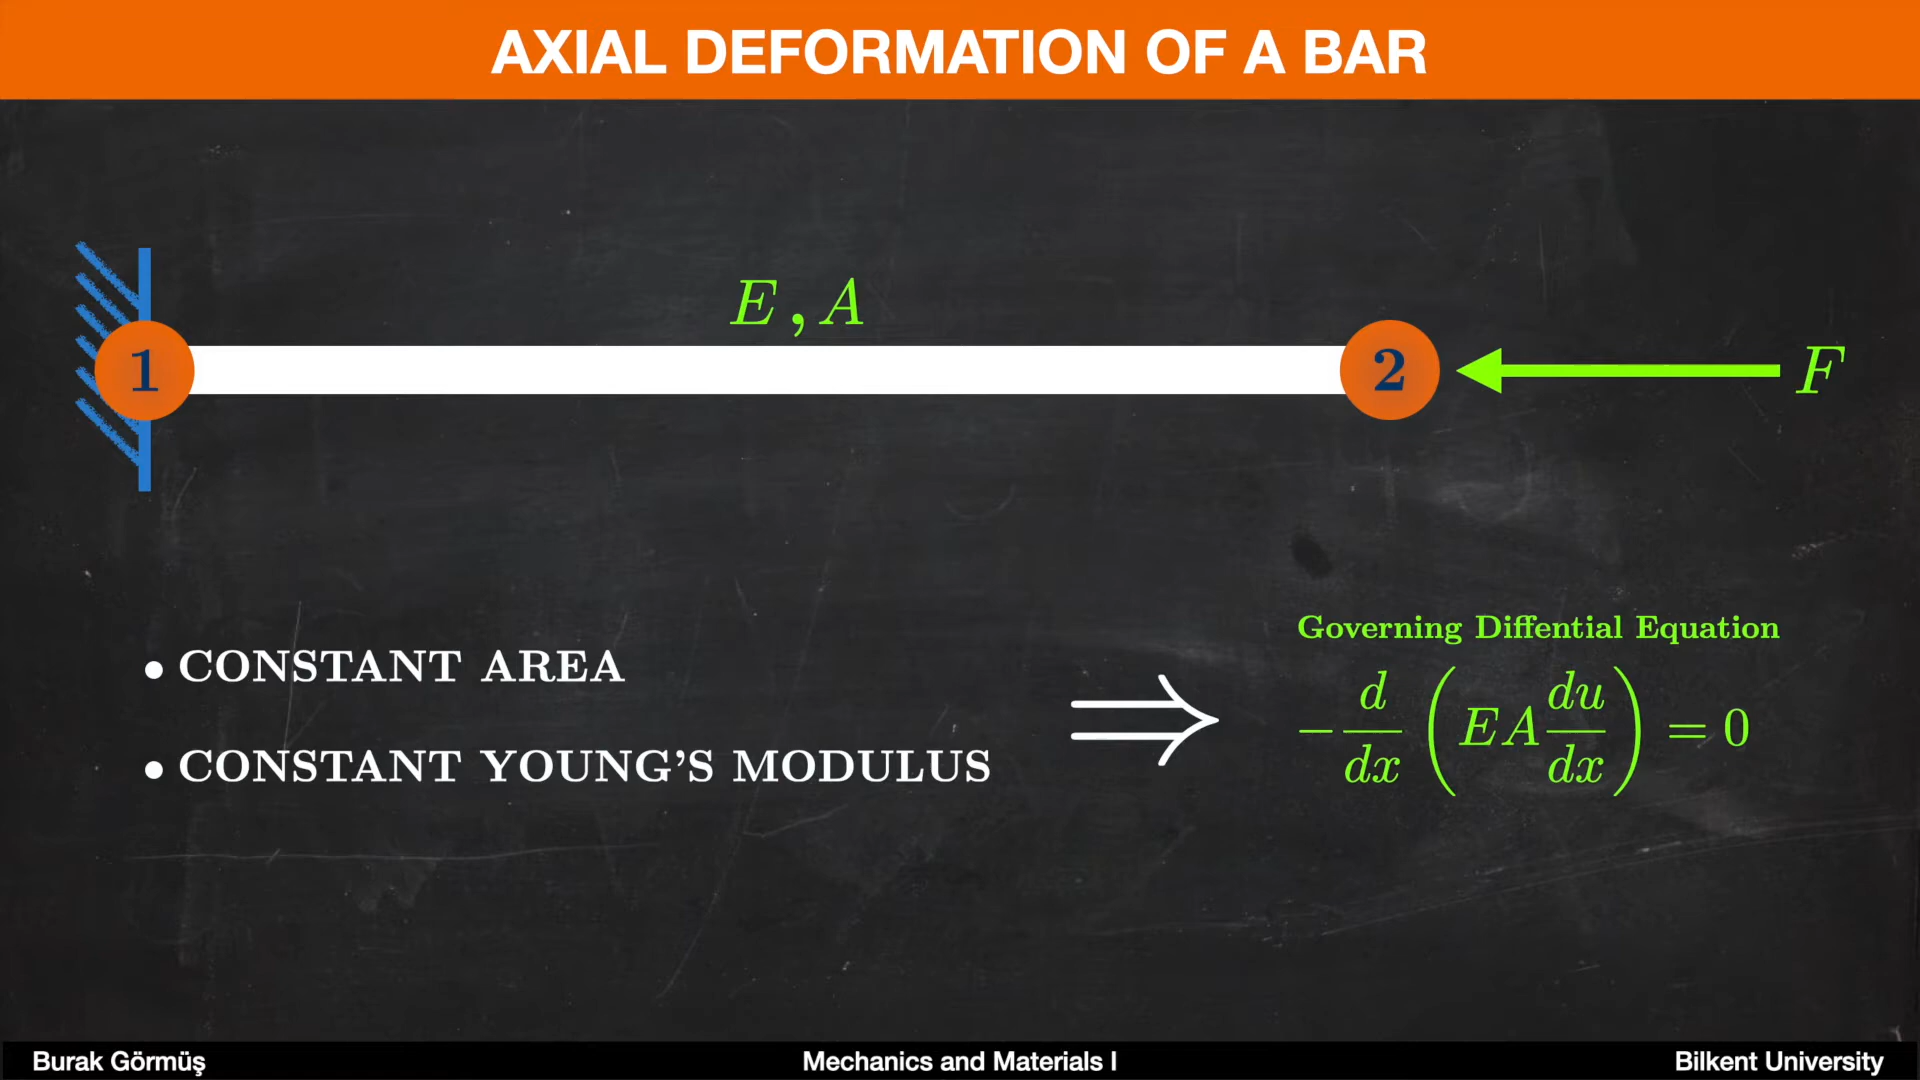 AXIAL DEFORMATION OF A BAR
E , A
1
2
F
Governing Diffential Equation
• CONSTANT AREA
• CONSTANT YOUNG'S MODULUS
⇒
-d/dx (EA du/dx) = 0
Burak Görmüş
Mechanics and Materials I
Bilkent University